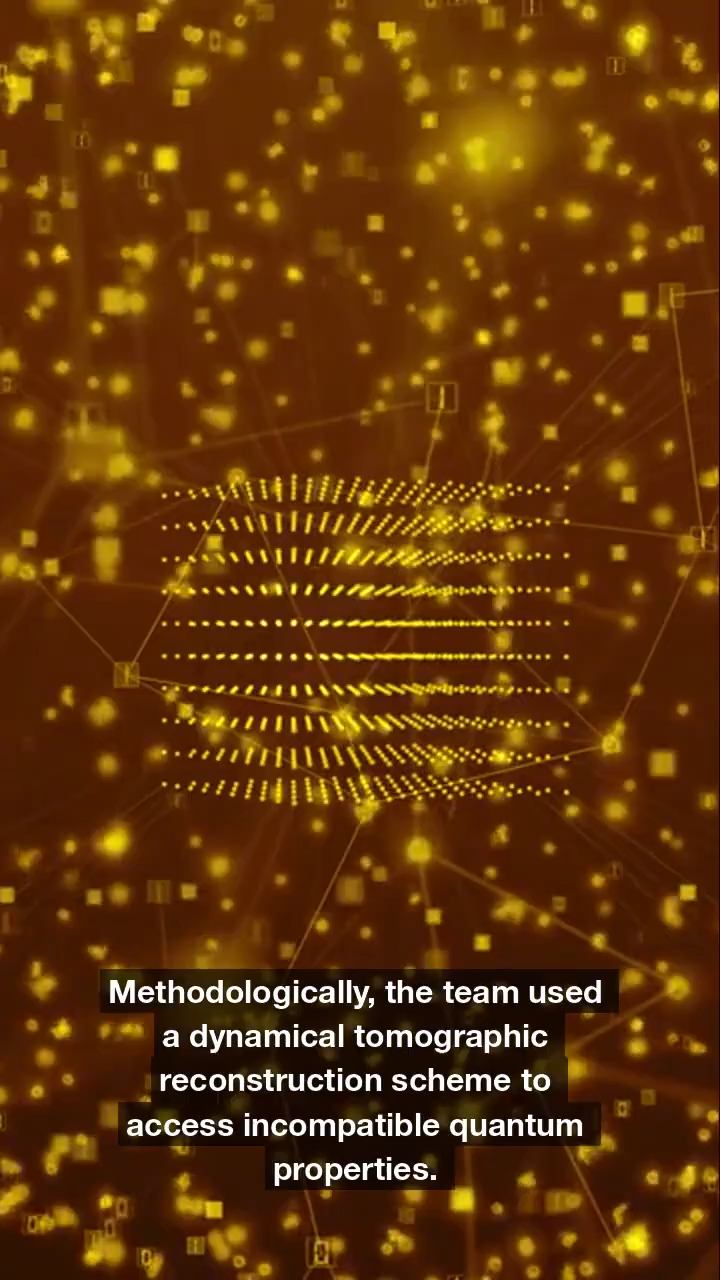 Methodologically, the team used
a dynamical tomographic
reconstruction scheme to
access incompatible quantum
properties.